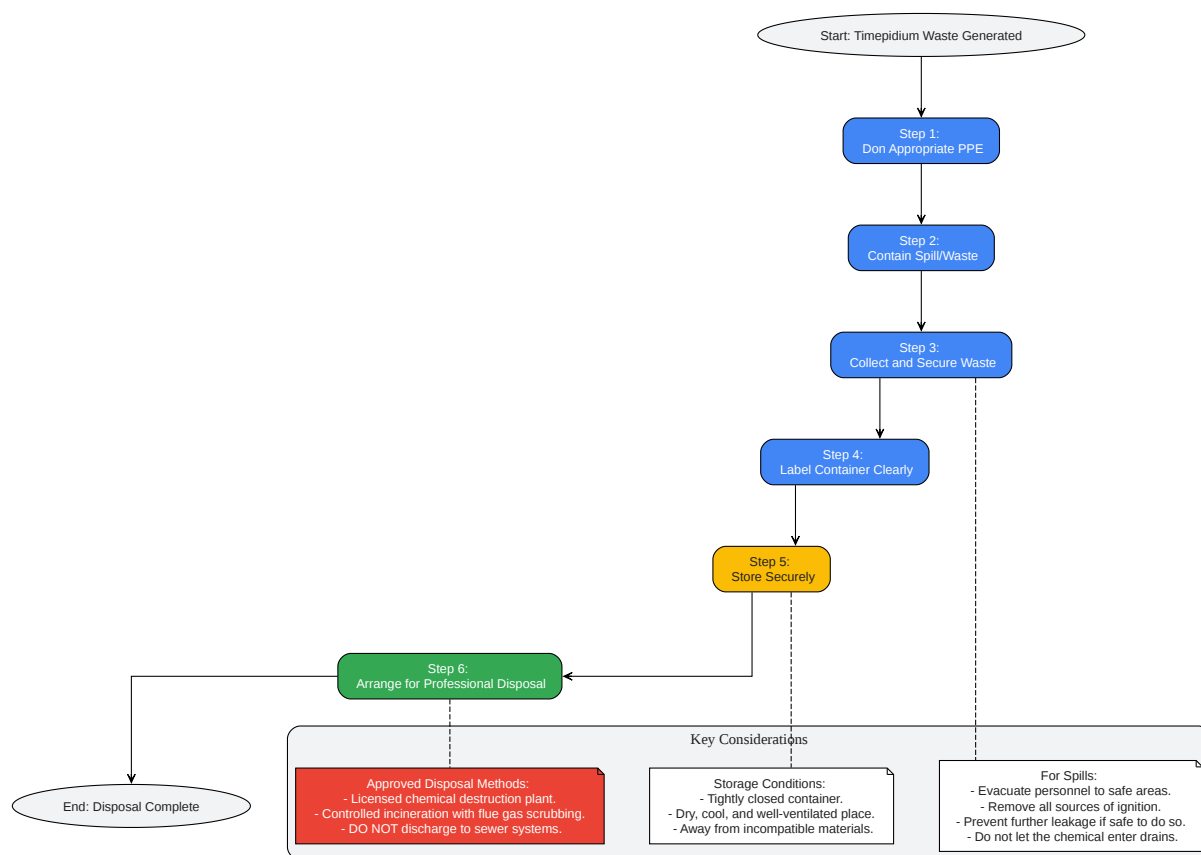 Start: Timepidium Waste Generated
Step 1:
Don Appropriate PPE
Step 2:
Contain Spill/Waste
Step 3:
Collect and Secure Waste
Step 4:
Label Container Clearly
Step 5:
Store Securely
Step 6:
Arrange for Professional Disposal
End: Disposal Complete
Key Considerations
Approved Disposal Methods:
- Licensed chemical destruction plant.
- Controlled incineration with flue gas scrubbing.
- DO NOT discharge to sewer systems.
Storage Conditions:
- Tightly closed container.
- Dry, cool, and well-ventilated place.
- Away from incompatible materials.
For Spills:
- Evacuate personnel to safe areas.
- Remove all sources of ignition.
- Prevent further leakage if safe to do so.
- Do not let the chemical enter drains.